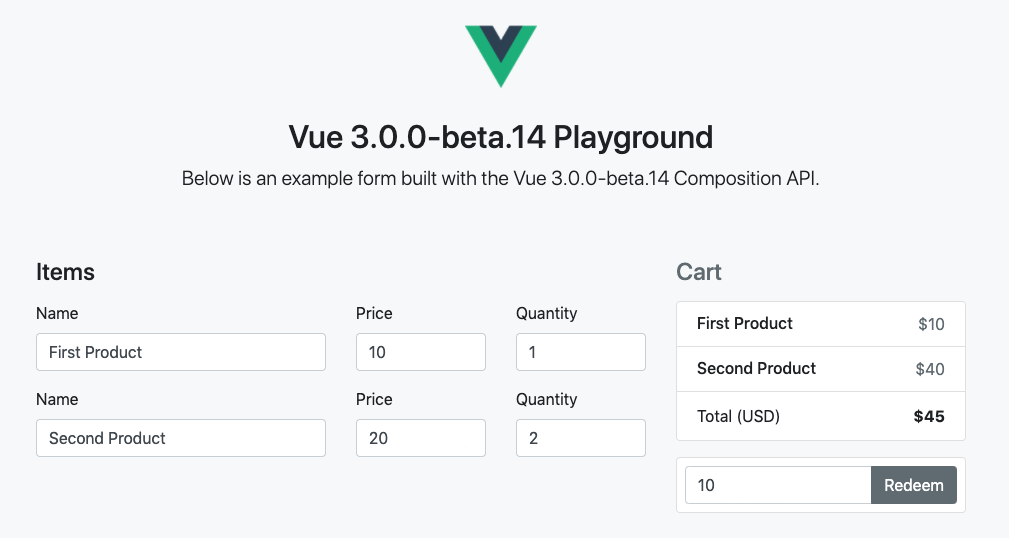 Vue 3.0.0-beta.14 Playground
Below is an example form built with the Vue 3.0.0-beta.14 Composition API.
Items
Name Price Quantity
First Product 10 1
Name Price Quantity
Second Product 20 2
Cart
First Product $10
Second Product $40
Total (USD) $45
10 Redeem